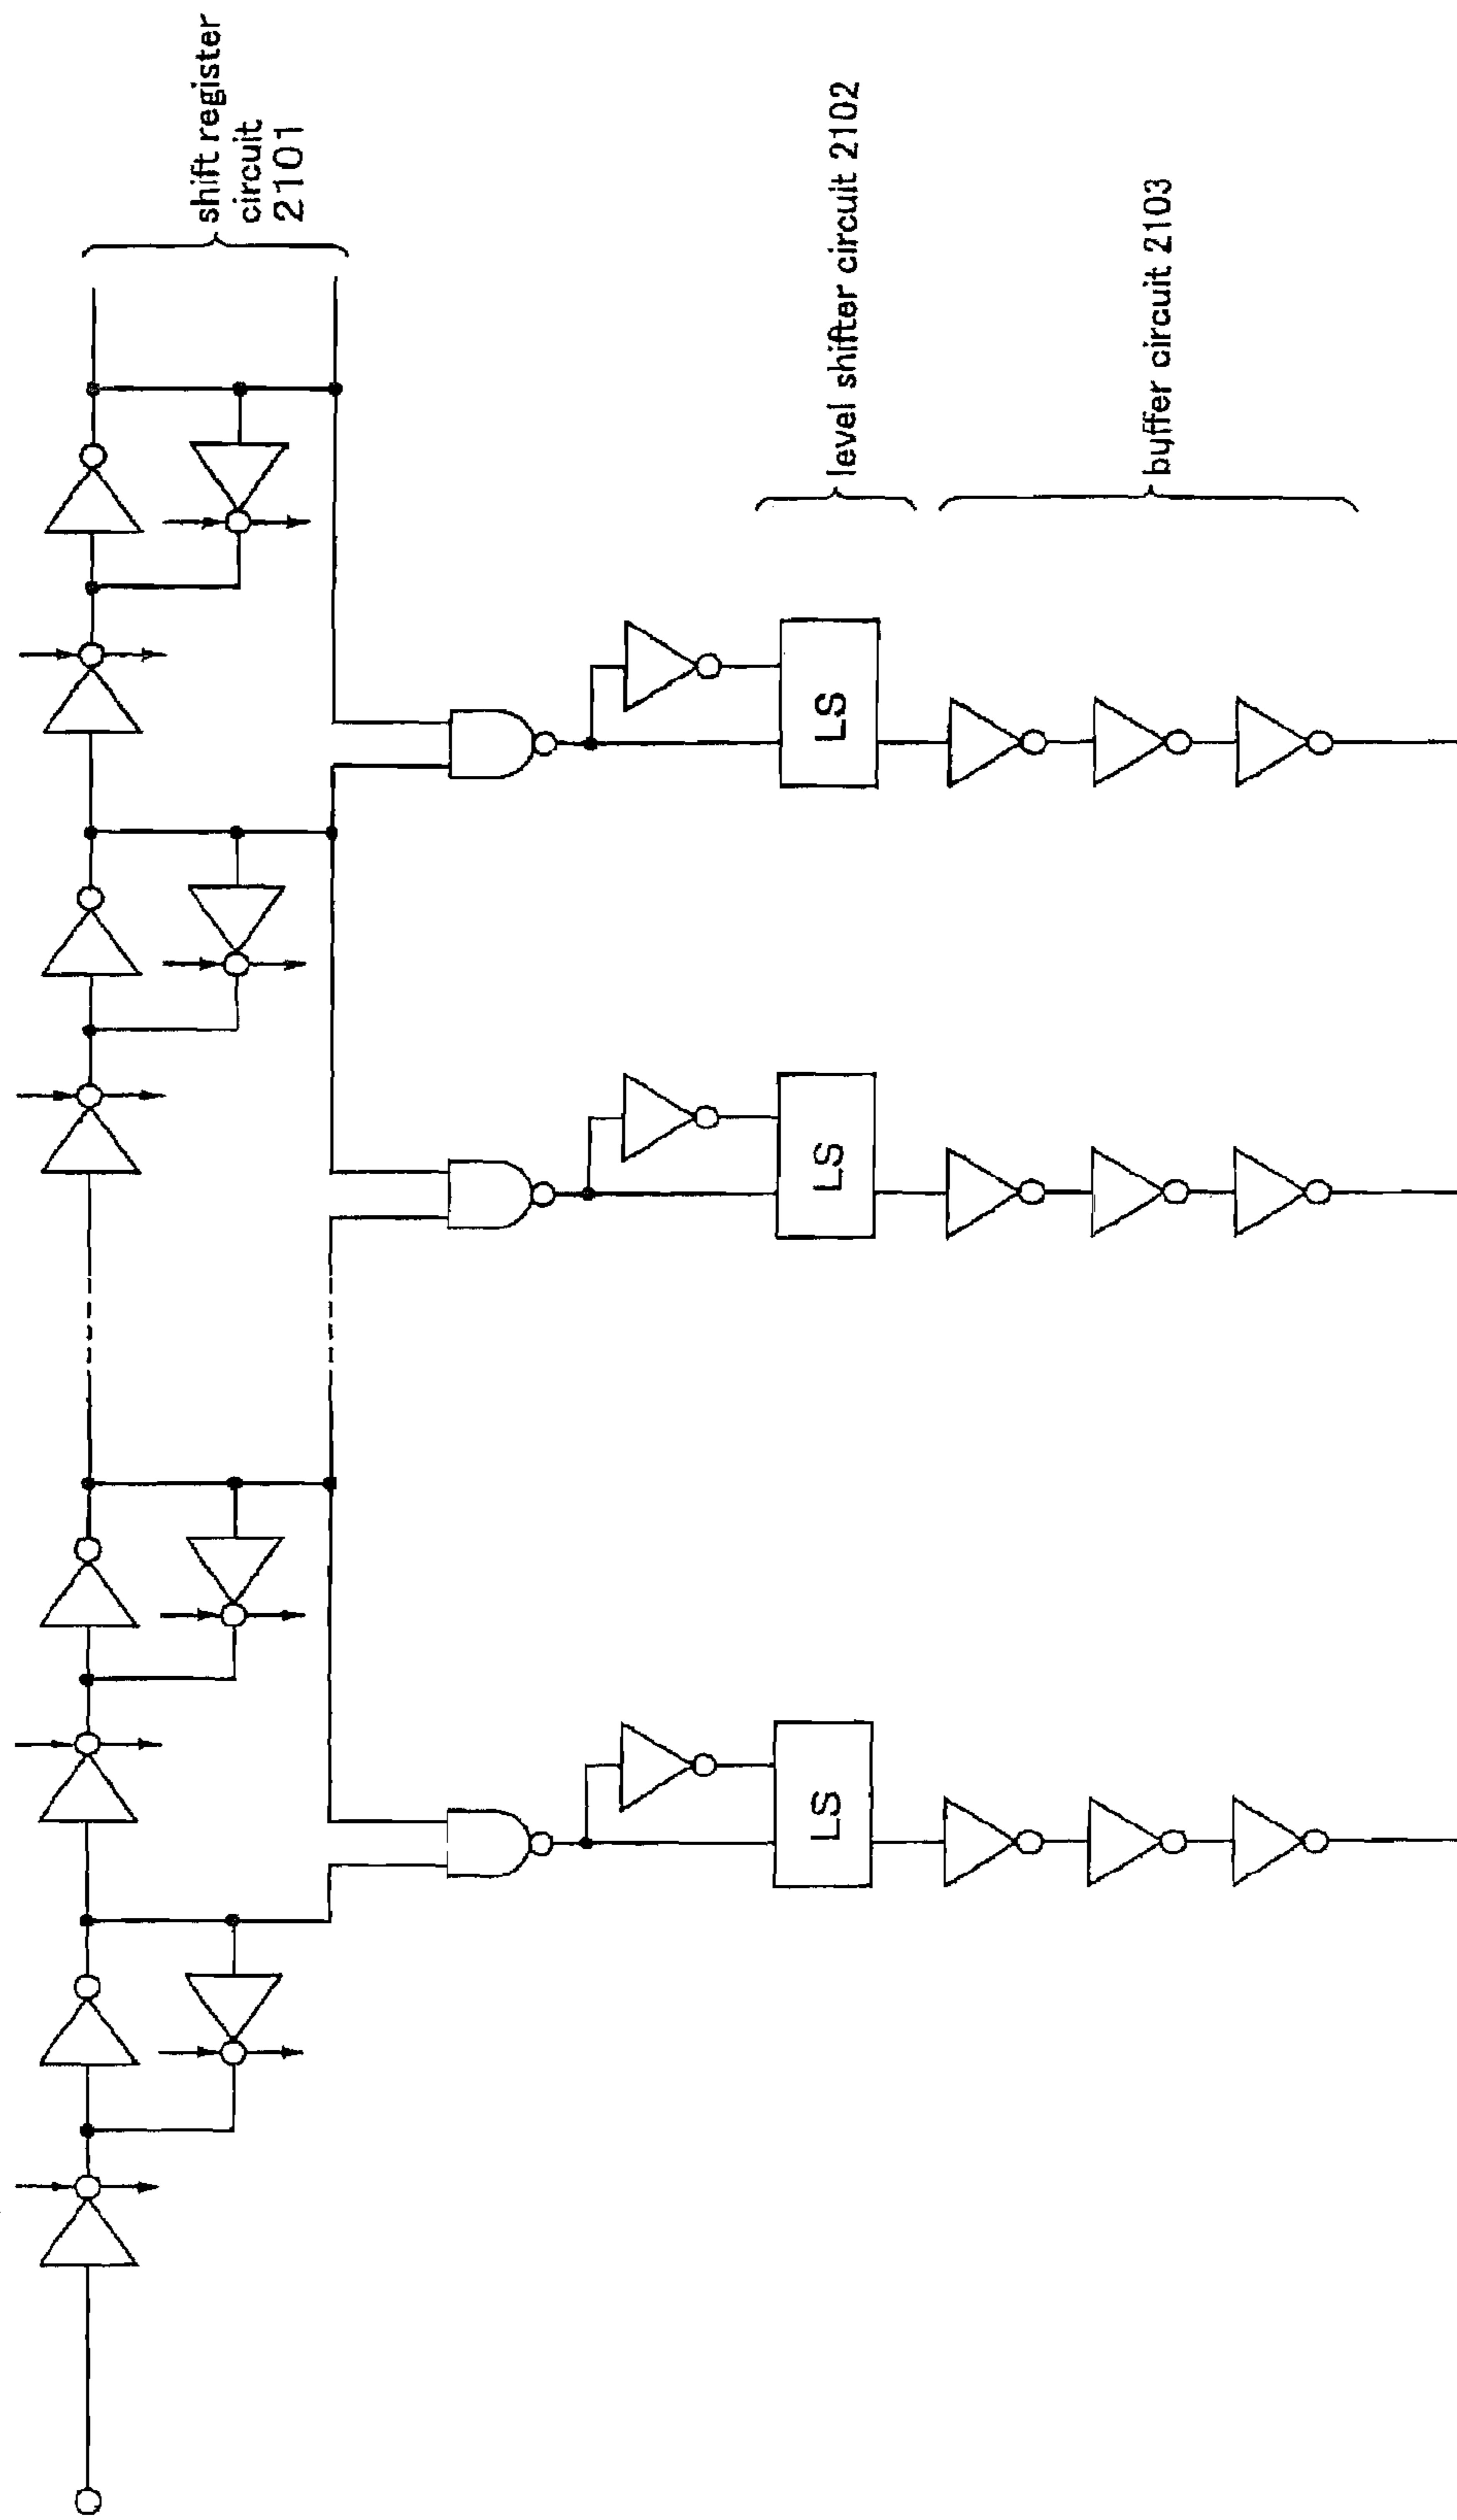 shift register
circuit
2101
level shifter circuit 2102
buffer circuit 2103
LS
LS
LS